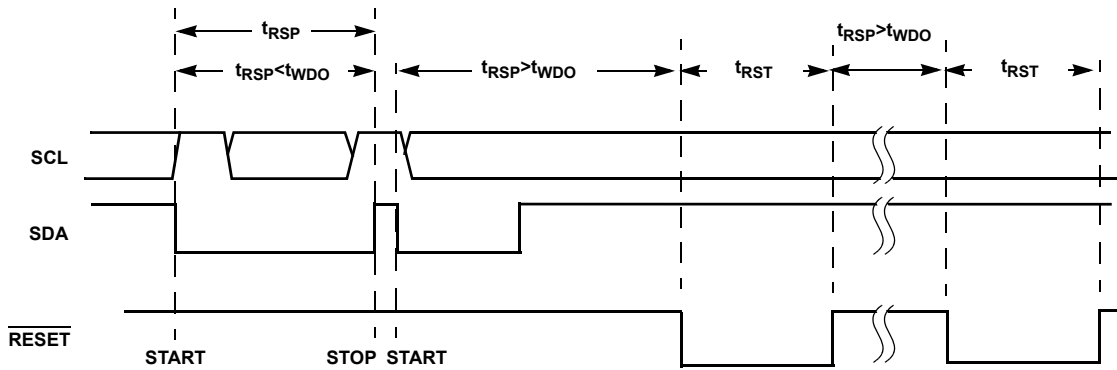 tRSP
tRSP<tWDO
tRSP>tWDO
tRST
tRSP>tWDO
tRST
SCL
SDA
RESET
START
STOP
START